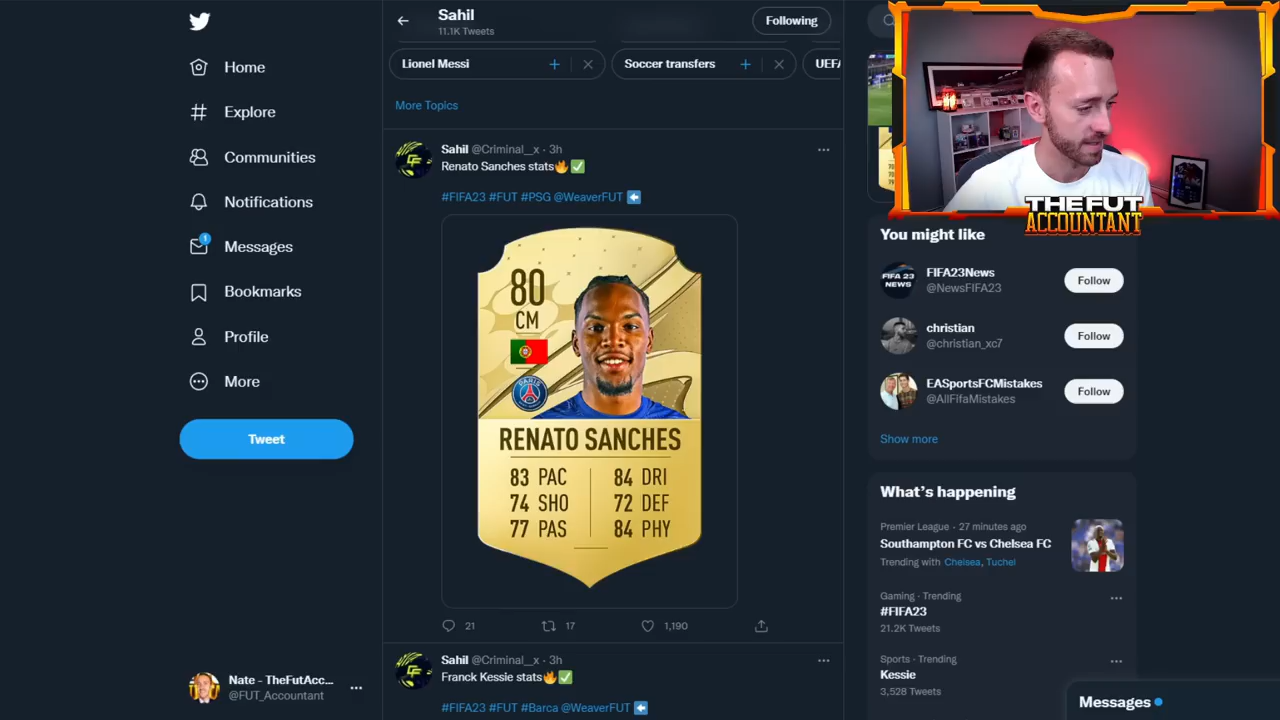 Home
Explore
Communities
Notifications
Messages
1
Bookmarks
Profile
More
Tweet
Nate - TheFutAcc...
@FUT_Accountant
Sahil
11.1K Tweets
Following
Lionel Messi
Soccer transfers
UEFA
More Topics
Sahil @Criminal__x · 3h
Renato Sanches stats🔥✅
#FIFA23 #FUT #PSG @WeaverFUT ⬅️
80
CM
PARIS
RENATO SANCHES
83 PAC
84 DRI
74 SHO
72 DEF
77 PAS
84 PHY
21
17
1,190
Sahil @Criminal__x · 3h
Franck Kessie stats🔥✅
#FIFA23 #FUT #Barca @WeaverFUT ⬅️
THE FUT
ACCOUNTANT
You might like
FIFA 23
NEWS
FIFA23News
@NewsFIFA23
Follow
christian
@christian_xc7
Follow
EASportsFCMistakes
@AllFifaMistakes
Follow
Show more
What's happening
Premier League · 27 minutes ago
Southampton FC vs Chelsea FC
Trending with Chelsea, Tuchel
Gaming · Trending
#FIFA23
21.2K Tweets
Sports · Trending
Kessie
3,528 Tweets
Messages